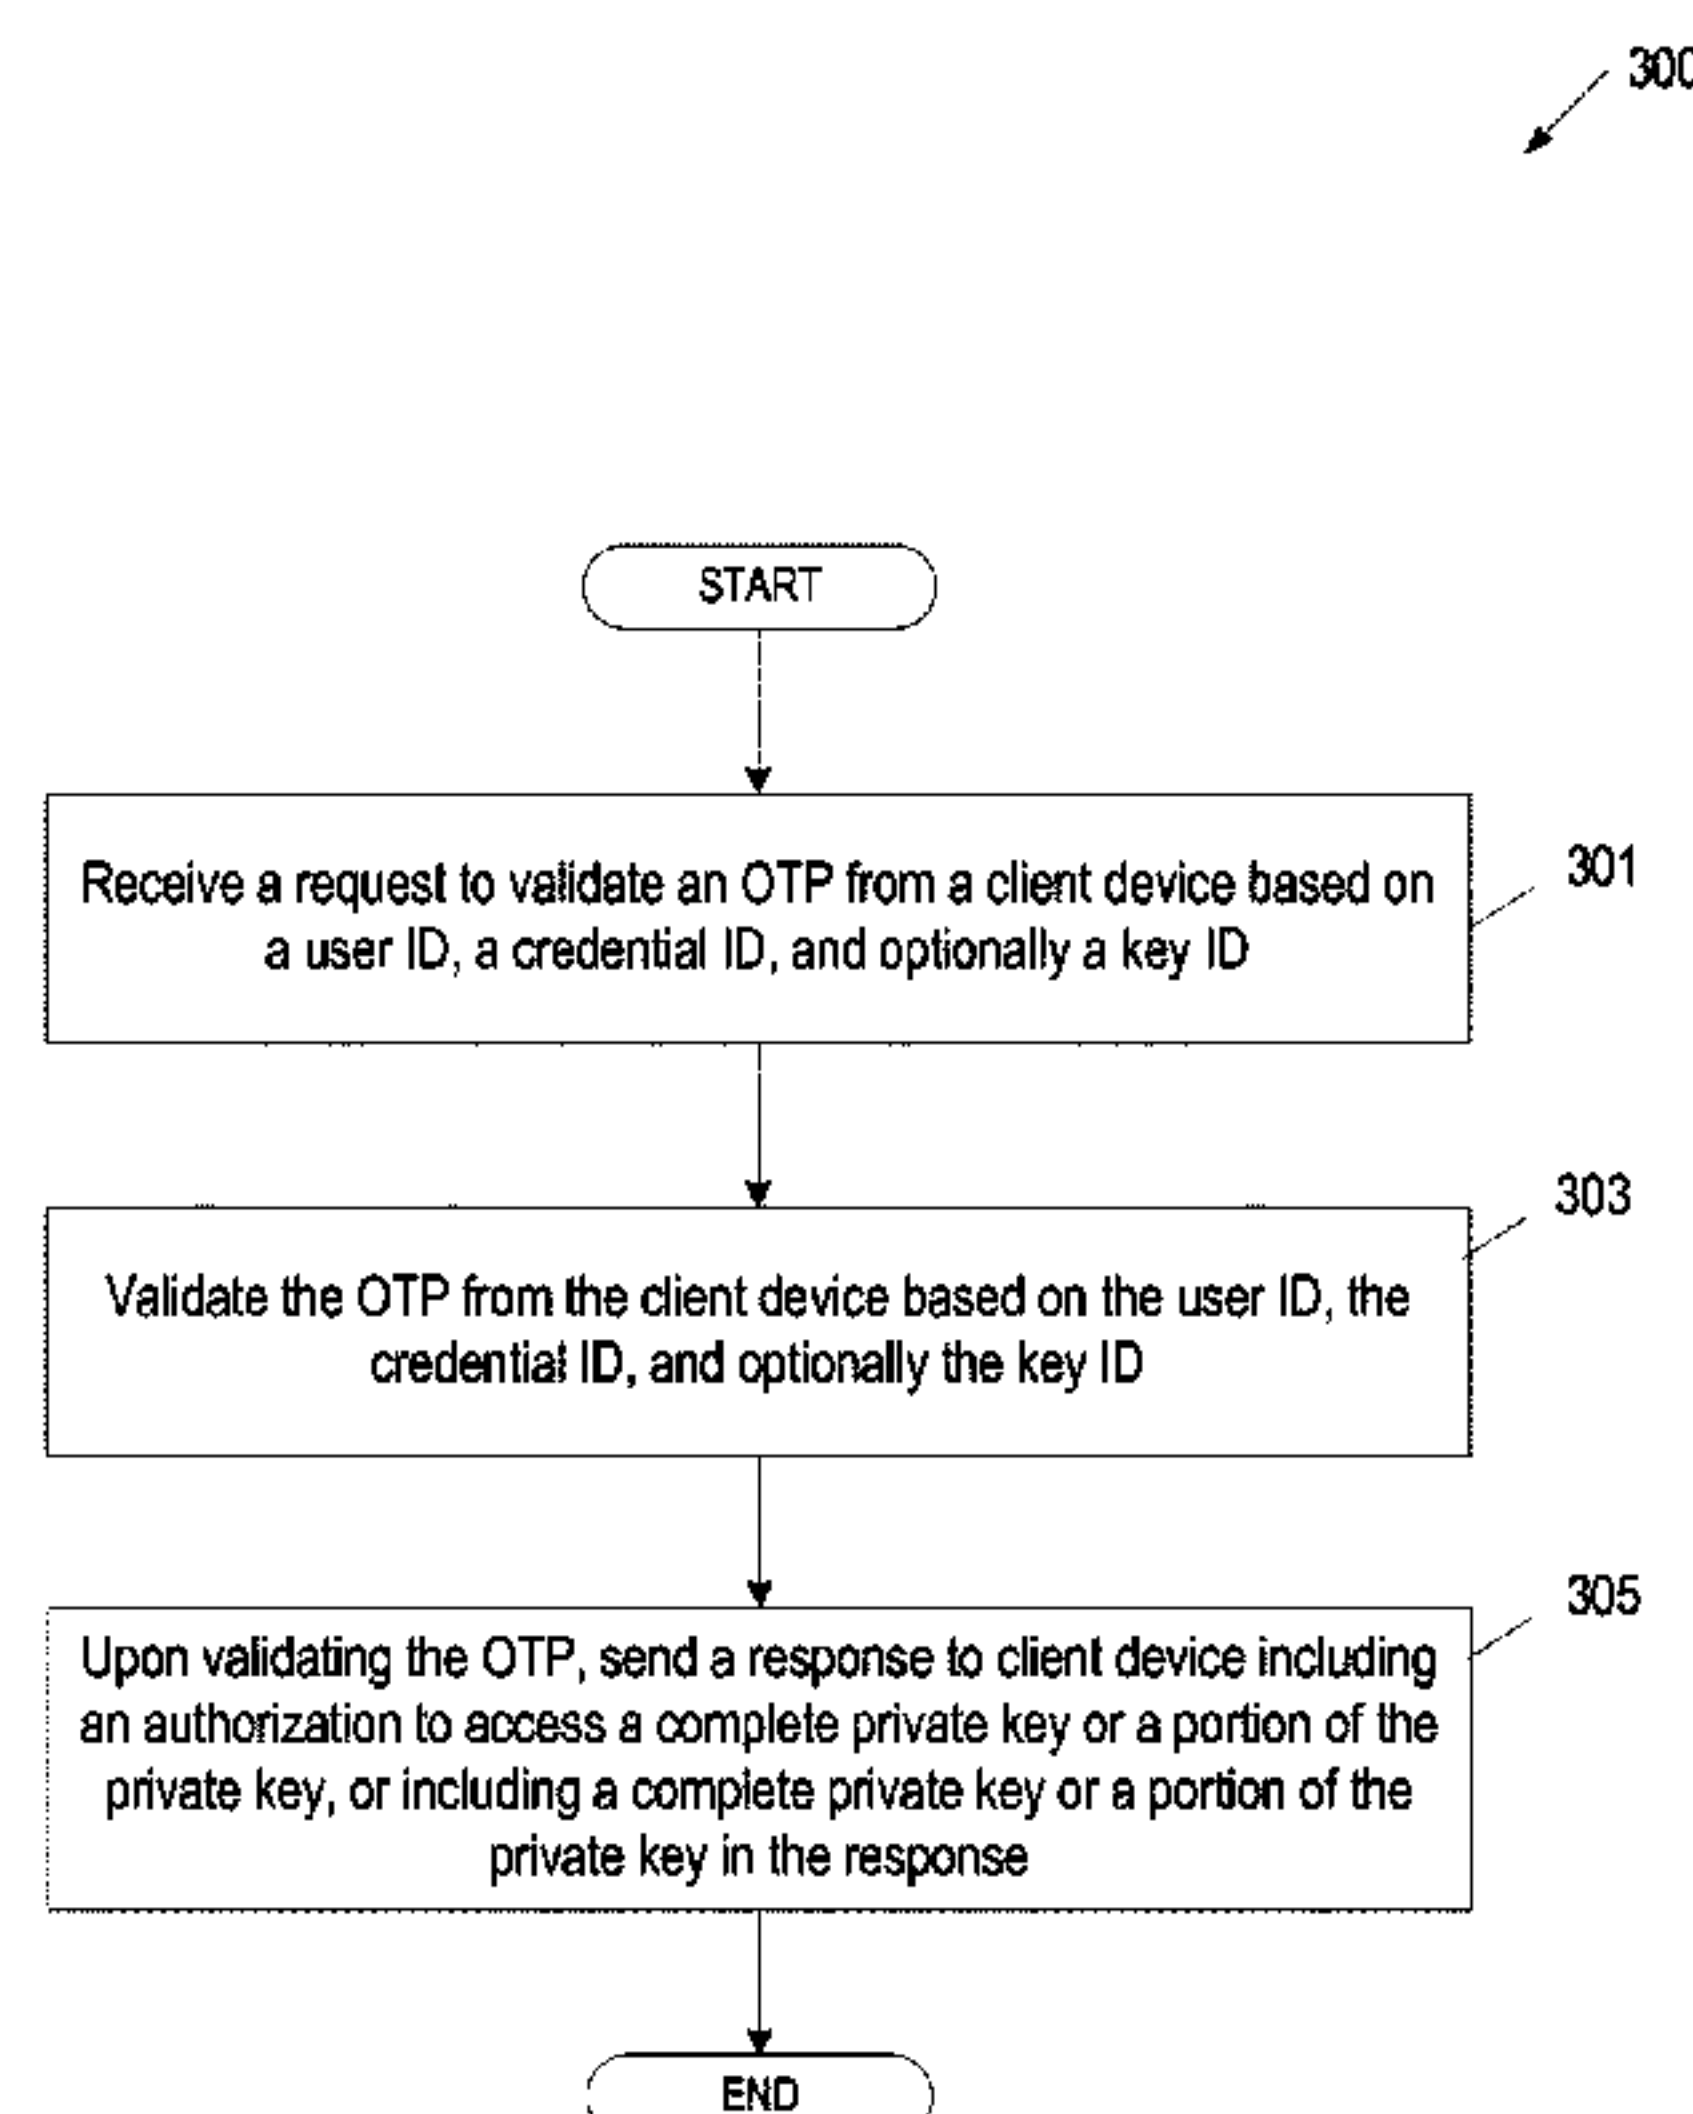 300
START
Receive a request to validate an OTP from a client device based on
a user ID, a credential ID, and optionally a key ID
301
Validate the OTP from the client device based on the user ID, the
credential ID, and optionally the key ID
303
Upon validating the OTP, send a response to client device including
an authorization to access a complete private key or a portion of the
private key, or including a complete private key or a portion of the
private key in the response
305
END